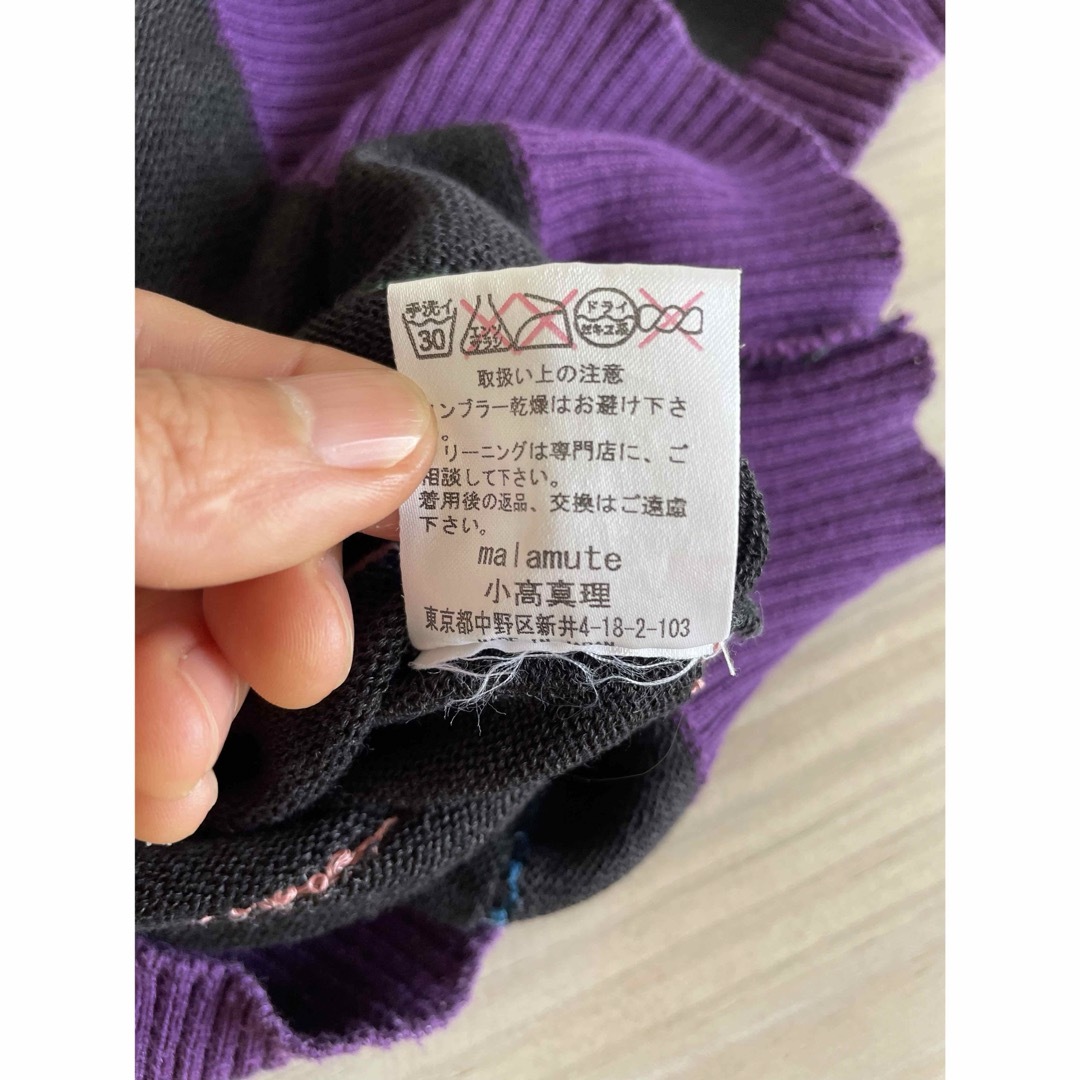 手洗イ
30
エンソ
サラシ
ドライ
セキユ系
取扱い上の注意
ンブラー乾燥はお避け下さ
。
リーニングは専門店に、ご
相談して下さい。
着用後の返品、交換はご遠慮
下さい。
malamute
小高真理
東京都中野区新井4-18-2-103
MADE IN JAPAN